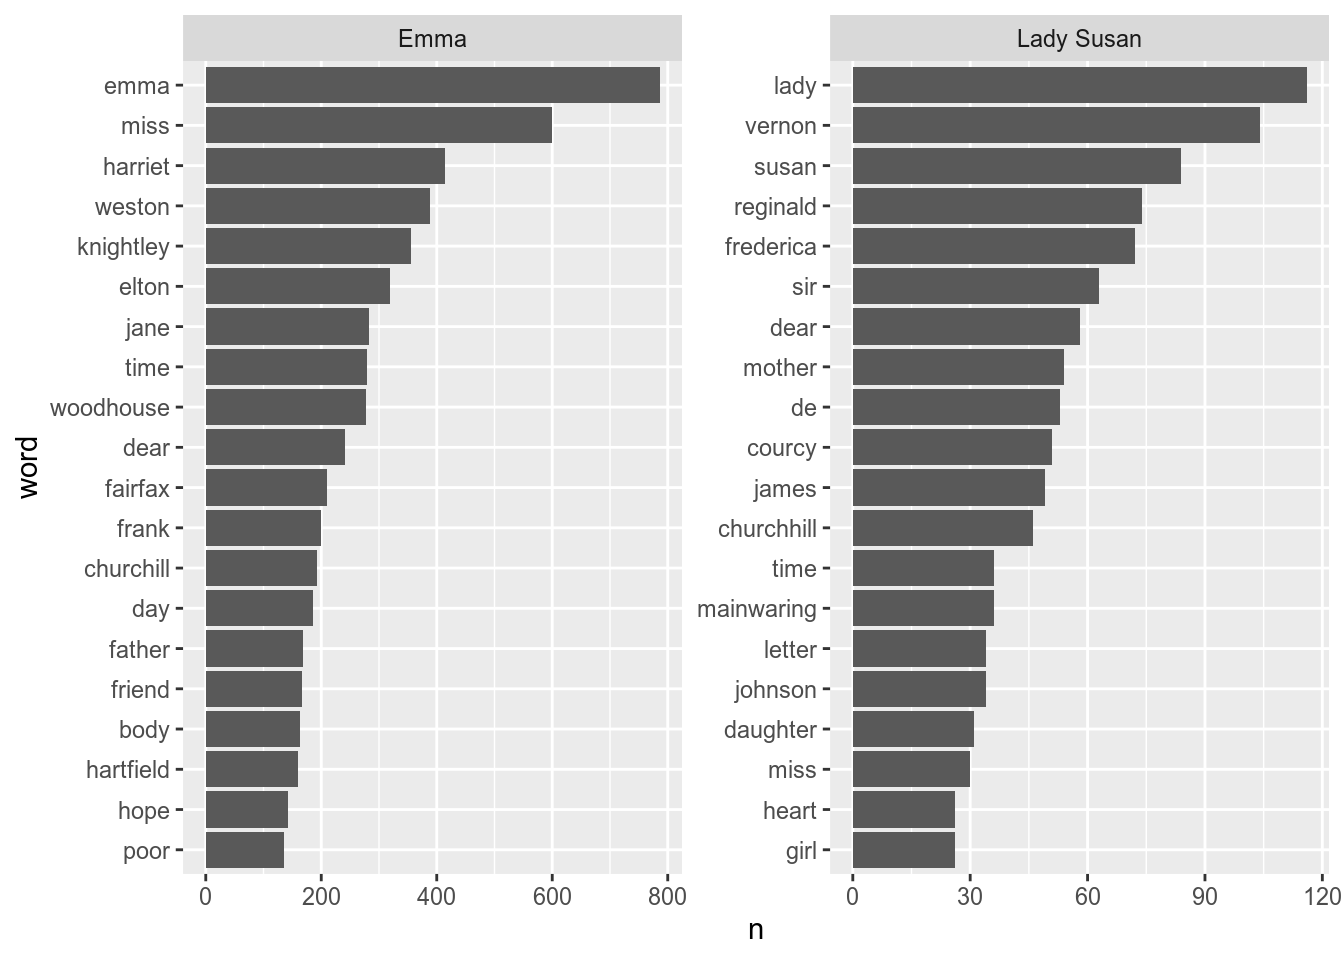 Emma
Lady Susan
word
emma
miss
harriet
weston
knightley
elton
jane
time
woodhouse
dear
fairfax
frank
churchill
day
father
friend
body
hartfield
hope
poor
0 200 400 600 800
lady
vernon
susan
reginald
frederica
sir
dear
mother
de
courcy
james
churchhill
time
mainwaring
letter
johnson
daughter
miss
heart
girl
0 30 60 90 120
n